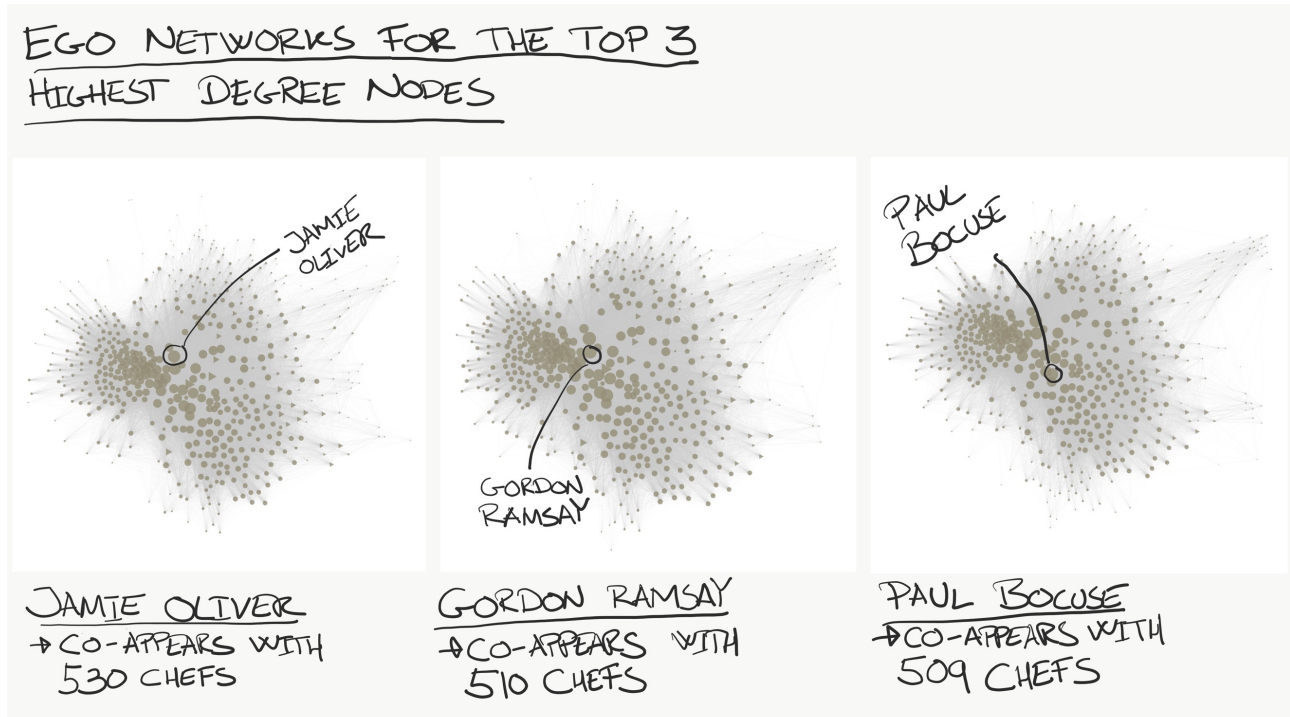 EGO NETWORKS FOR THE TOP 3
HIGHEST DEGREE NODES
JAMIE
OLIVER
GORDON
RAMSAY
PAUL
BOCUSE
JAMIE OLIVER
→ CO-APPEARS WITH
530 CHEFS
GORDON RAMSAY
→ CO-APPEARS WITH
510 CHEFS
PAUL BOCUSE
→ CO-APPEARS WITH
509 CHEFS